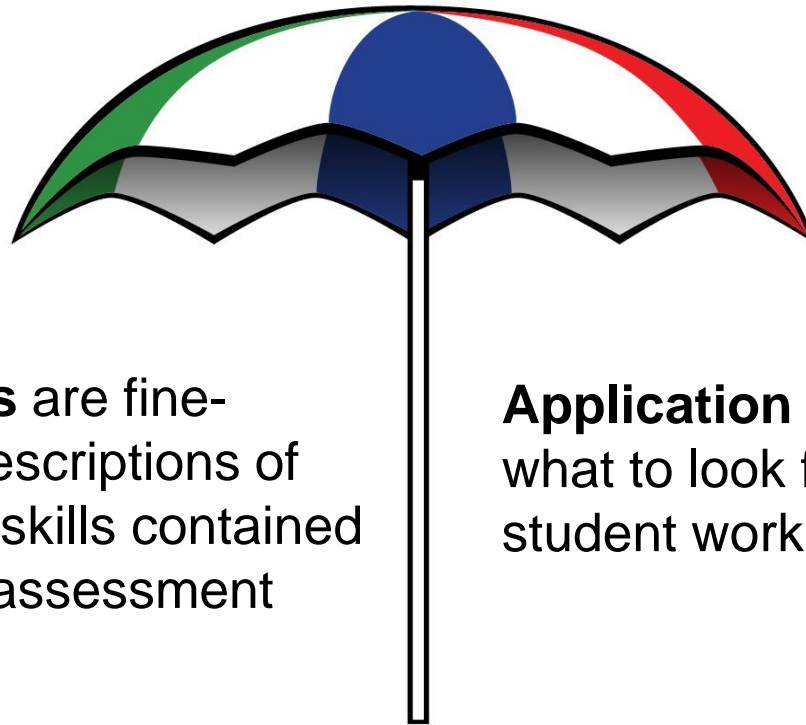 s are fine-
escriptions of
skills contained
assessment
Application
what to look f
student work